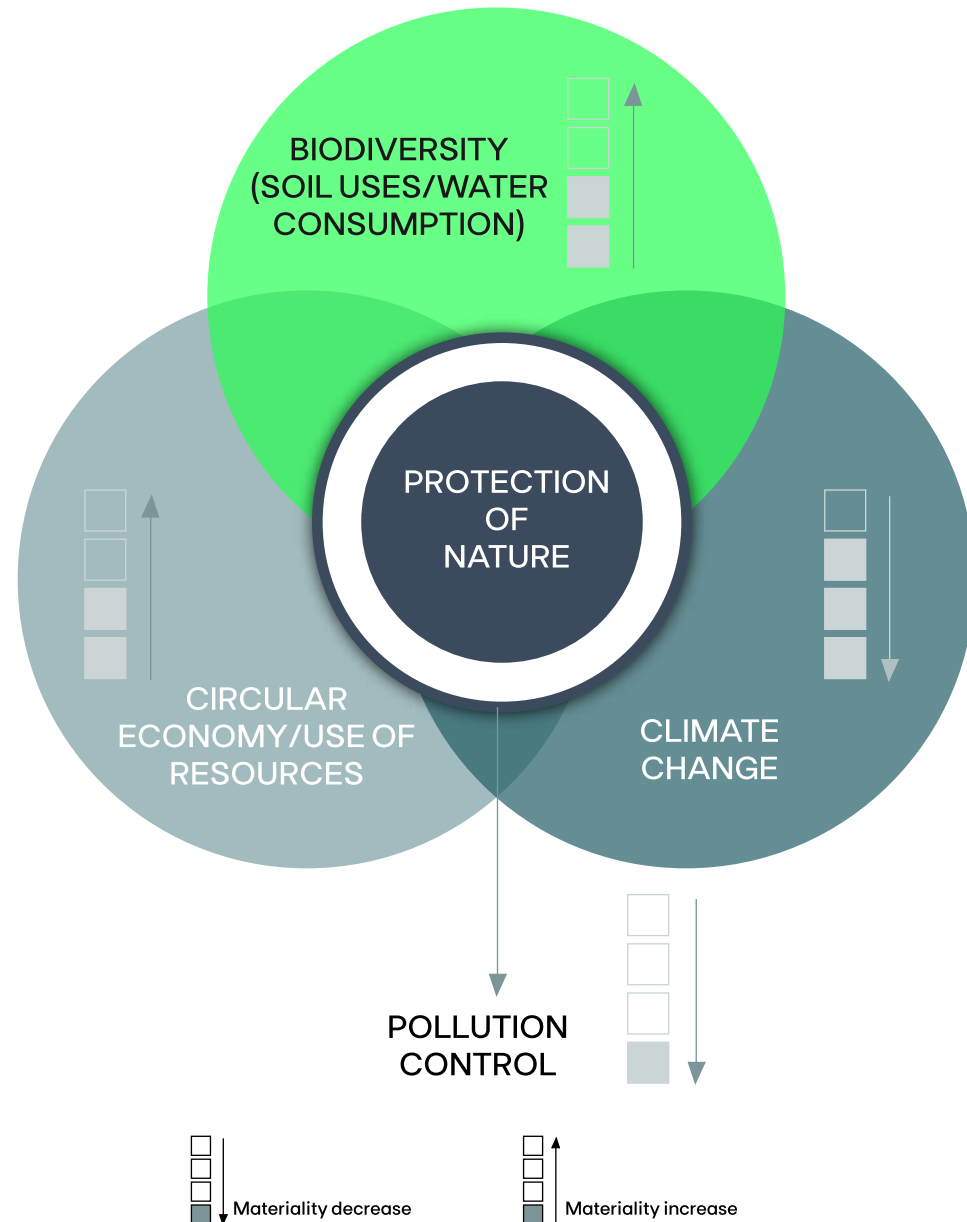 BIODIVERSITY
(SOIL USES/WATER
CONSUMPTION)
PROTECTION
OF
NATURE
CIRCULAR
ECONOMY/USE OF
RESOURCES
CLIMATE
CHANGE
POLLUTION
CONTROL
Materiality decrease
Materiality increase